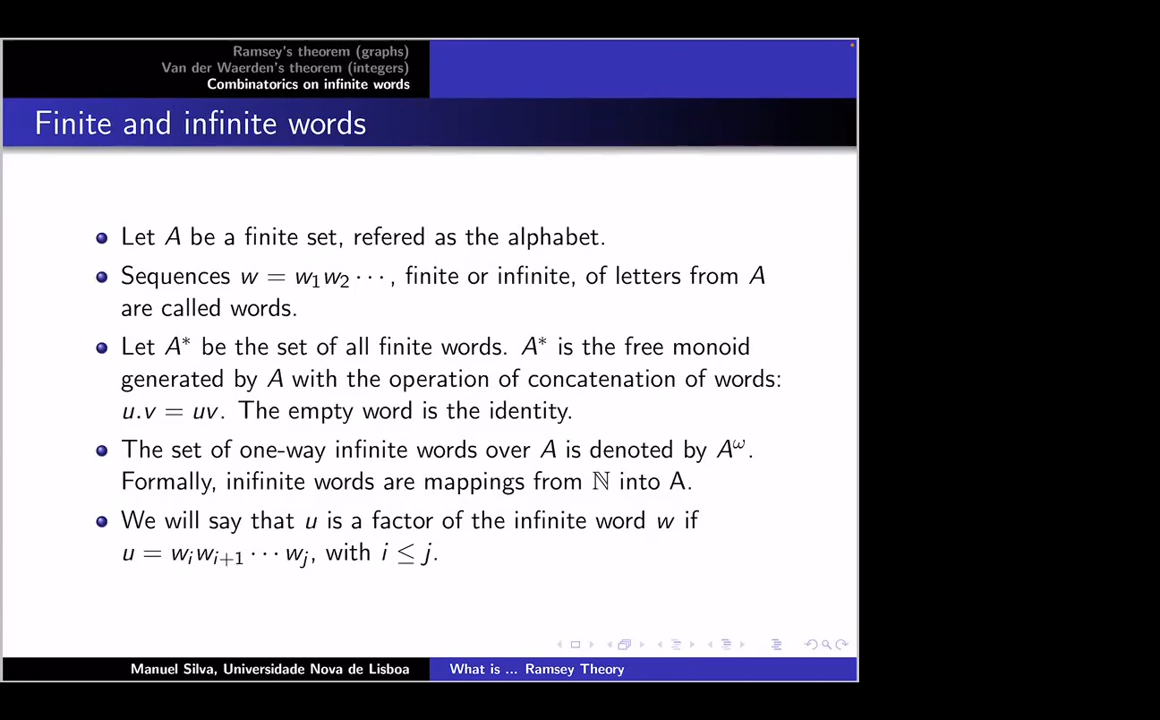 Ramsey's theorem (graphs)
Van der Waerden's theorem (integers)
Combinatorics on infinite words
Finite and infinite words
Let A be a finite set, refered as the alphabet.
Sequences w = w₁w₂ ⋯, finite or infinite, of letters from A
are called words.
Let A* be the set of all finite words. A* is the free monoid
generated by A with the operation of concatenation of words:
u.v = uv. The empty word is the identity.
The set of one-way infinite words over A is denoted by A^ω.
Formally, inifinite words are mappings from ℕ into A.
We will say that u is a factor of the infinite word w if
u = wᵢwᵢ₊₁ ⋯ wⱼ, with i ≤ j.
Manuel Silva, Universidade Nova de Lisboa
What is ... Ramsey Theory